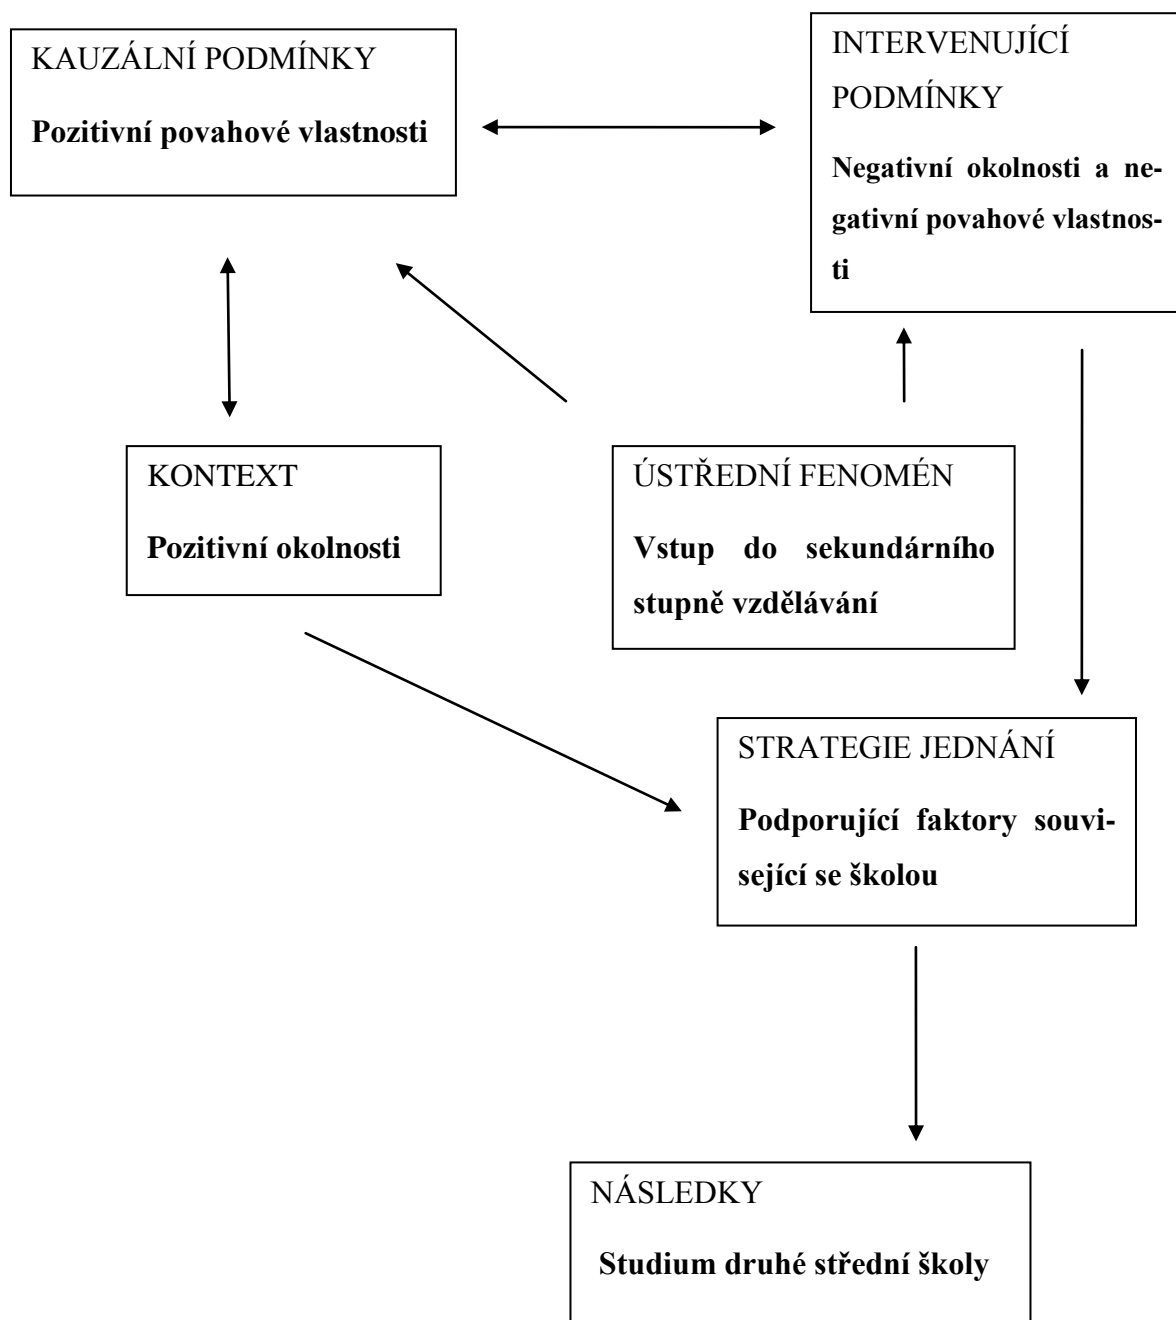 KAUZÁLNÍ PODMÍNKY
Pozitivní povahové vlastnosti
INTERVENUJÍCÍ
PODMÍNKY
Negativní okolnosti a ne-
gativní povahové vlastnos-
ti
KONTEXT
Pozitivní okolnosti
ÚSTŘEDNÍ FENOMÉN
Vstup do sekundárního
stupně vzdělávání
STRATEGIE JEDNÁNÍ
Podporující faktory souvi-
sející se školou
NÁSLEDKY
Studium druhé střední školy